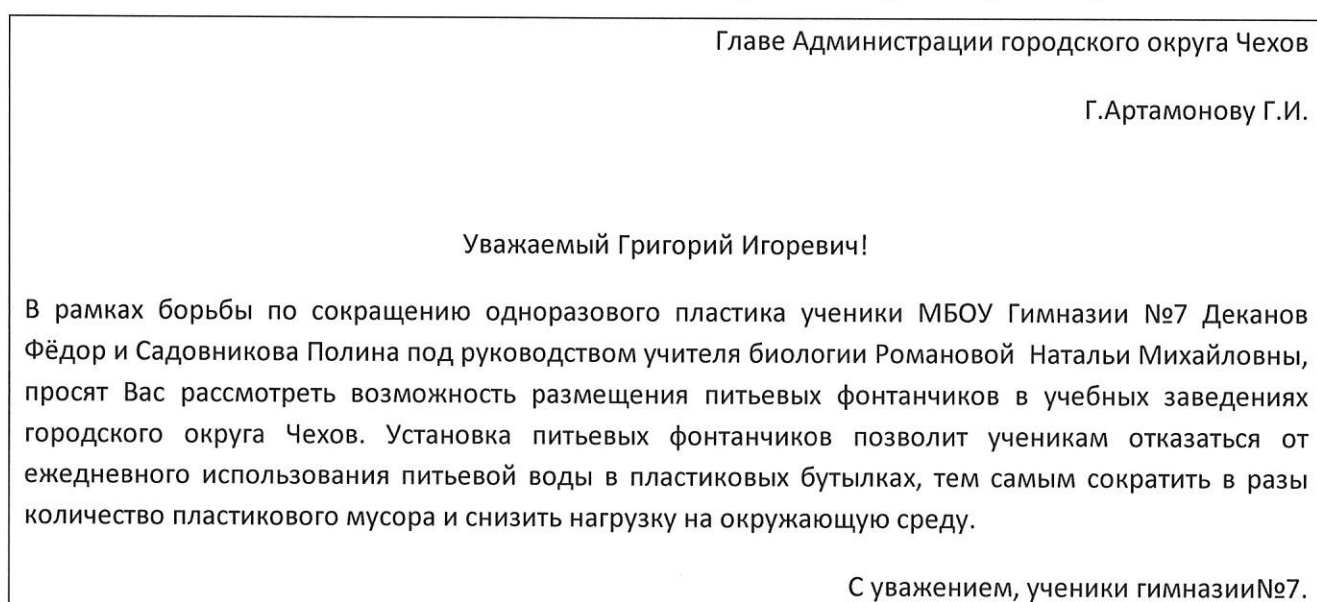 Главе Администрации городского округа Чехов
Г.Артамонову Г.И.
Уважаемый Григорий Игоревич!
В рамках борьбы по сокращению одноразового пластика ученики МБОУ Гимназии №7 Деканов
Фёдор и Садовникова Полина под руководством учителя биологии Романовой Натальи Михайловны,
просят Вас рассмотреть возможность размещения питьевых фонтанчиков в учебных заведениях
городского округа Чехов. Установка питьевых фонтанчиков позволит ученикам отказаться от
ежедневного использования питьевой воды в пластиковых бутылках, тем самым сократить в разы
количество пластикового мусора и снизить нагрузку на окружающую среду.
С уважением, ученики гимназии№7.